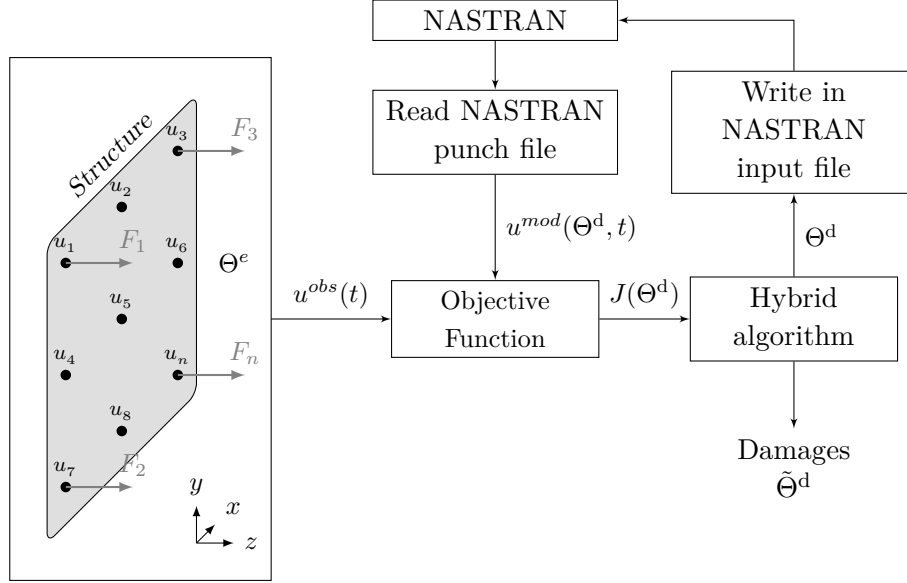 NASTRAN
Read NASTRAN
punch file
Write in
NASTRAN
input file
Structure
u₃
F₃
u₂
u₁
F₁
u₆
Θᵉ
u₅
u₄
uₙ
Fₙ
u₈
u₇
F₂
y
x
z
uᵒᵇˢ(t)
uᵐᵒᵈ(Θᵈ, t)
Objective
Function
J(Θᵈ)
Hybrid
algorithm
Θᵈ
Damages
Θ̃ᵈ